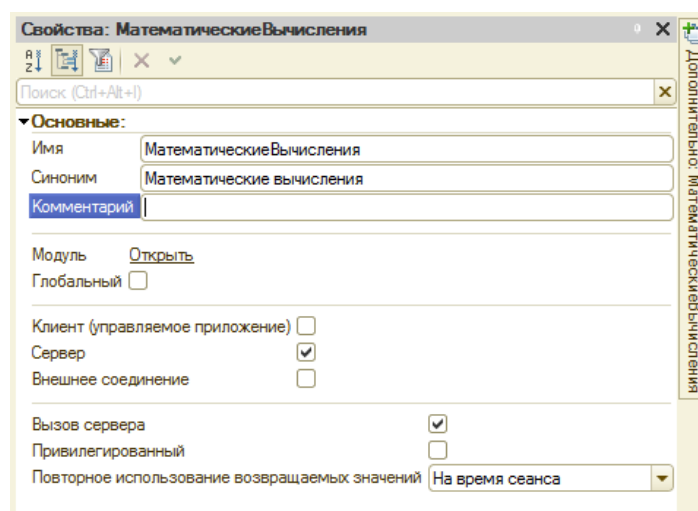 Свойства: МатематическиеВычисления
Поиск (Ctrl+Alt+I)
Основные:
Имя МатематическиеВычисления
Синоним Математические вычисления
Комментарий
Модуль Открыть
Глобальный
Клиент (управляемое приложение)
Сервер
Внешнее соединение
Вызов сервера
Привилегированный
Повторное использование возвращаемых значений На время сеанса
Дополнительно: МатематическиеВычисления